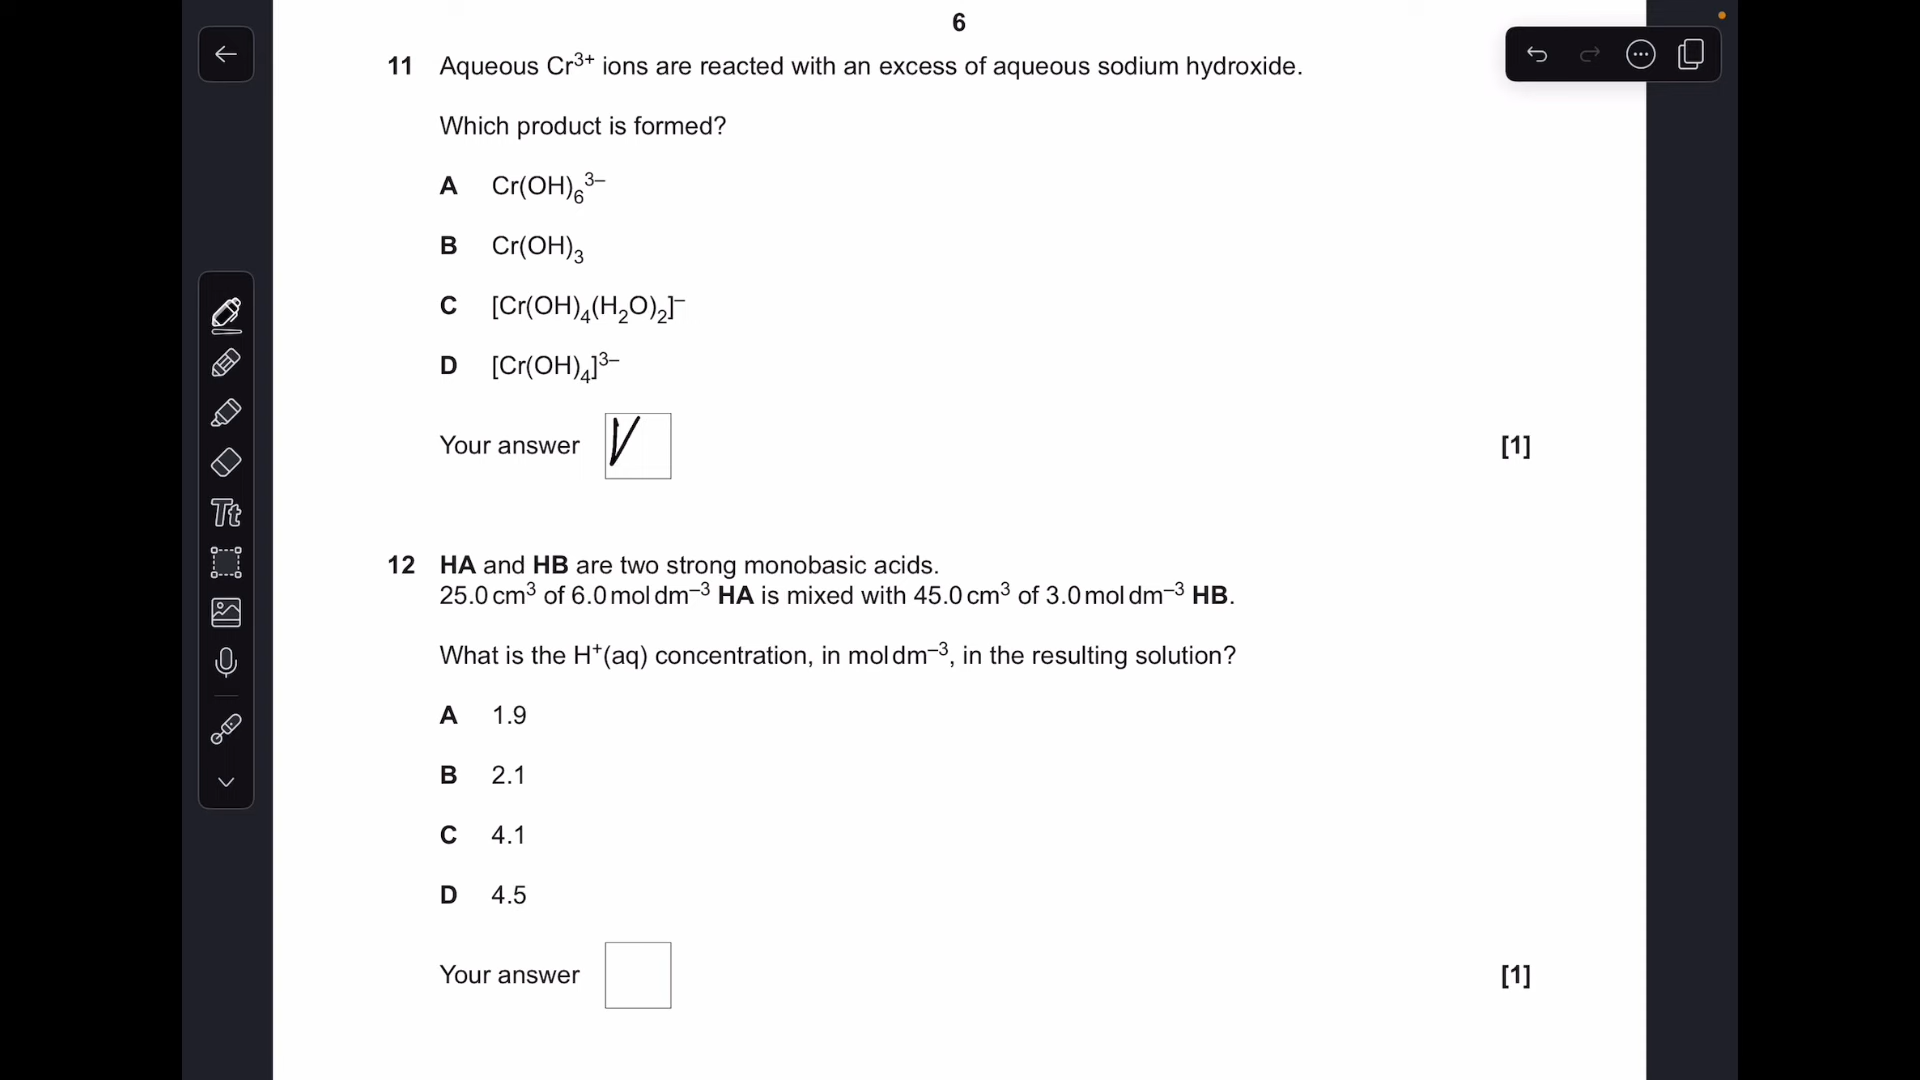 6
11 Aqueous Cr³⁺ ions are reacted with an excess of aqueous sodium hydroxide.
Which product is formed?
A Cr(OH)₆³⁻
B Cr(OH)₃
C [Cr(OH)₄(H₂O)₂]⁻
D [Cr(OH)₄]³⁻
Your answer [1]
12 HA and HB are two strong monobasic acids.
25.0 cm³ of 6.0 mol dm⁻³ HA is mixed with 45.0 cm³ of 3.0 mol dm⁻³ HB.
What is the H⁺(aq) concentration, in mol dm⁻³, in the resulting solution?
A 1.9
B 2.1
C 4.1
D 4.5
Your answer [1]
Tt